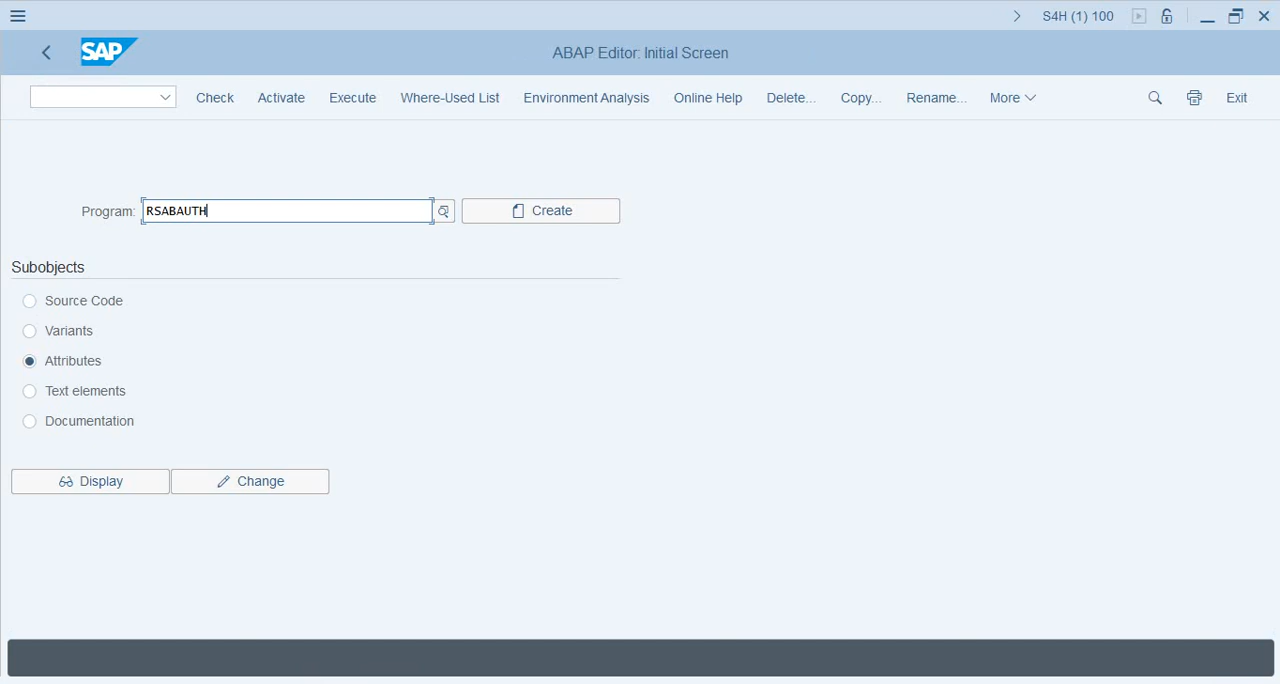 S4H (1) 100
SAP
ABAP Editor: Initial Screen
Check Activate Execute Where-Used List Environment Analysis Online Help Delete... Copy... Rename... More Exit
Program: RSABAUTH Create
Subobjects
Source Code
Variants
Attributes
Text elements
Documentation
Display Change